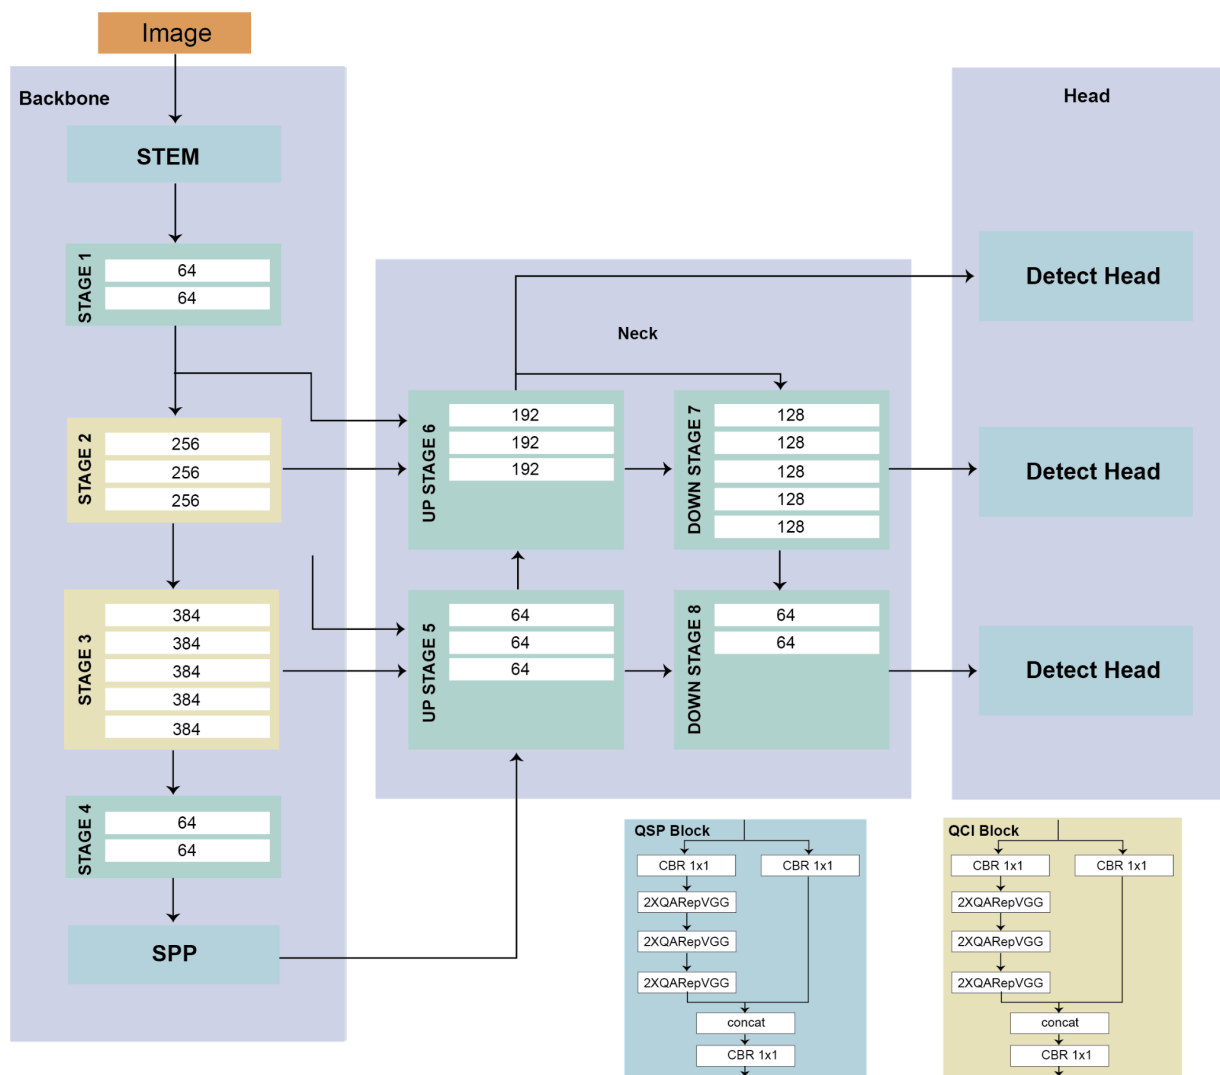 Image
Backbone
STEM
STAGE 1
64
64
STAGE 2
256
256
256
STAGE 3
384
384
384
384
384
STAGE 4
64
64
SPP
Neck
UP STAGE 6
192
192
192
DOWN STAGE 7
128
128
128
128
128
UP STAGE 5
64
64
64
DOWN STAGE 8
64
64
Head
Detect Head
Detect Head
Detect Head
QSP Block
CBR 1x1
CBR 1x1
2XQARepVGG
2XQARepVGG
2XQARepVGG
concat
CBR 1x1
QCI Block
CBR 1x1
CBR 1x1
2XQARepVGG
2XQARepVGG
2XQARepVGG
concat
CBR 1x1